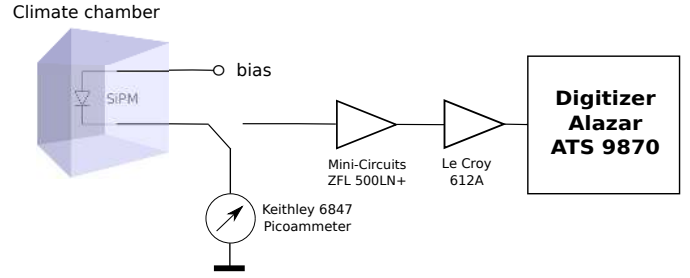 Climate chamber
bias
SiPM
Digitizer
Alazar
ATS 9870
Mini-Circuits
ZFL 500LN+
Le Croy
612A
Keithley 6847
Picoammeter